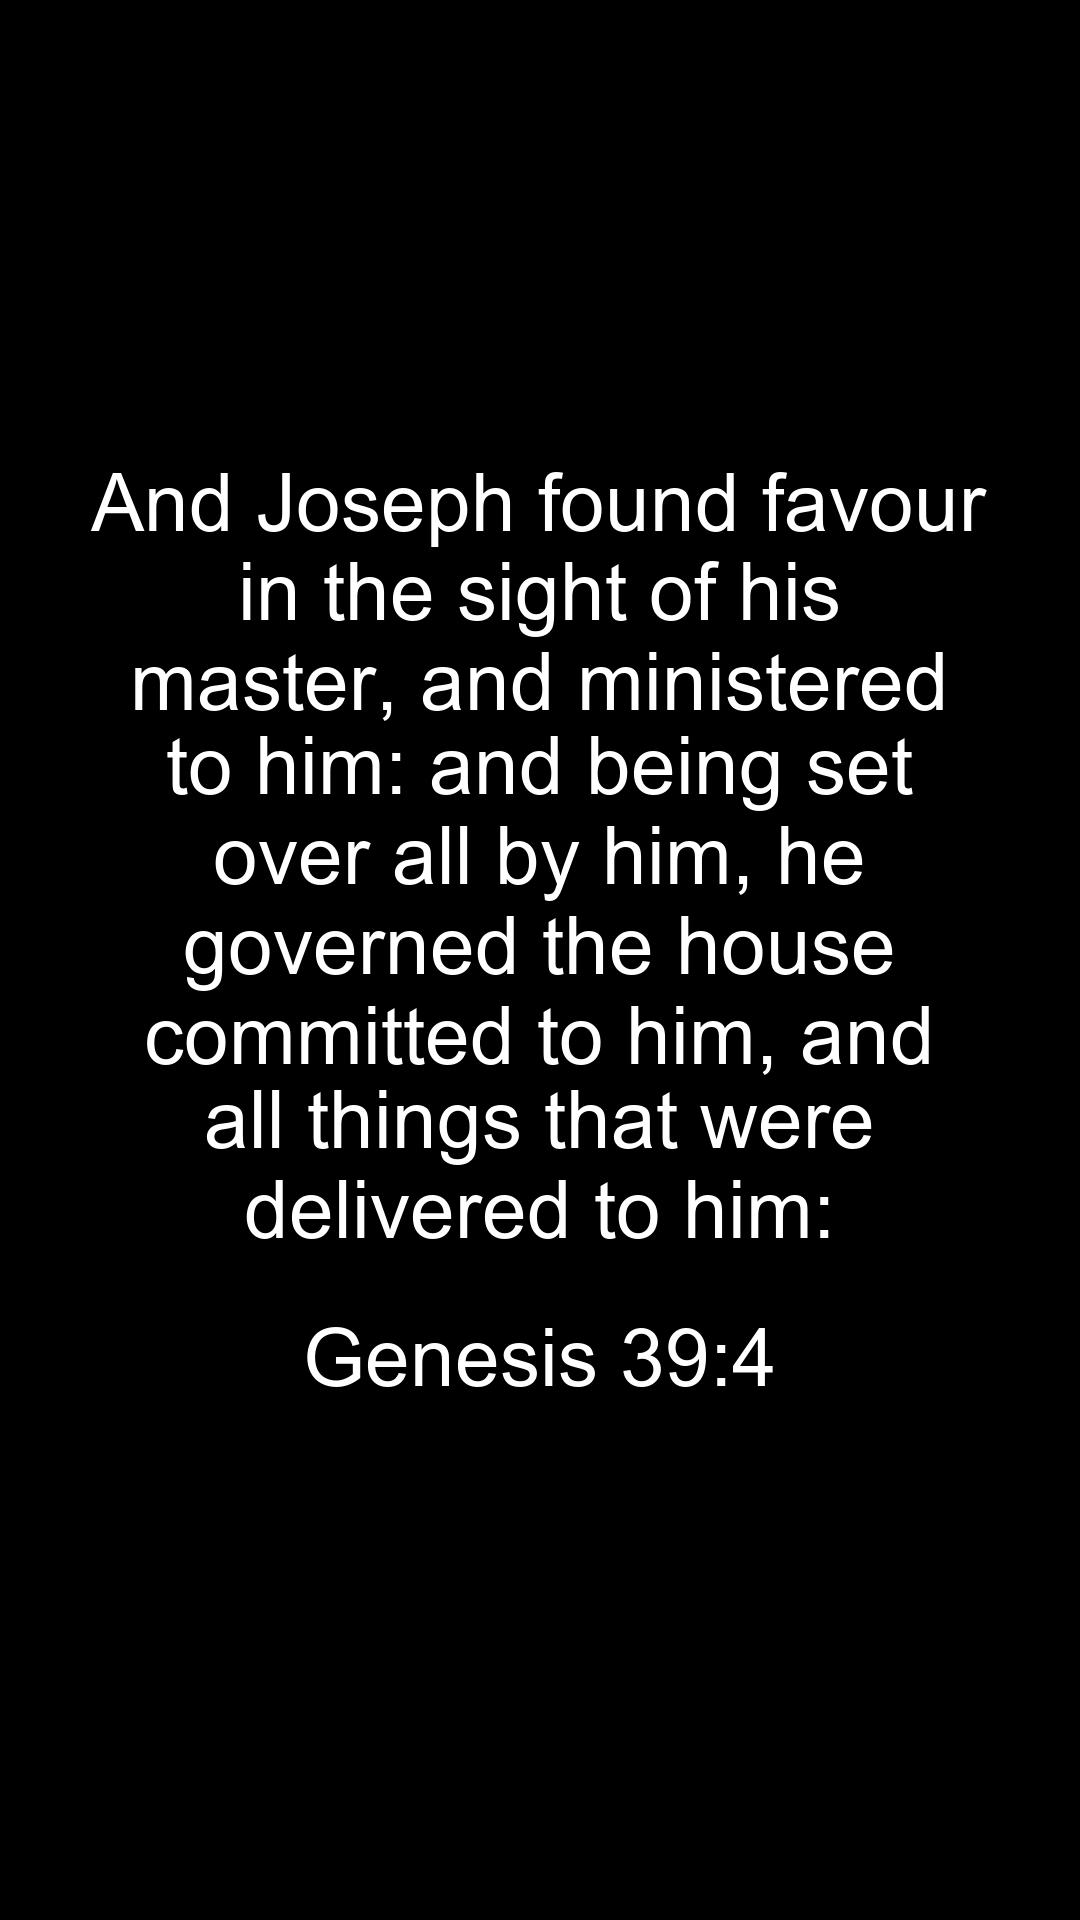 And Joseph found favour
in the sight of his
master, and ministered
to him: and being set
over all by him, he
governed the house
committed to him, and
all things that were
delivered to him:
Genesis 39:4